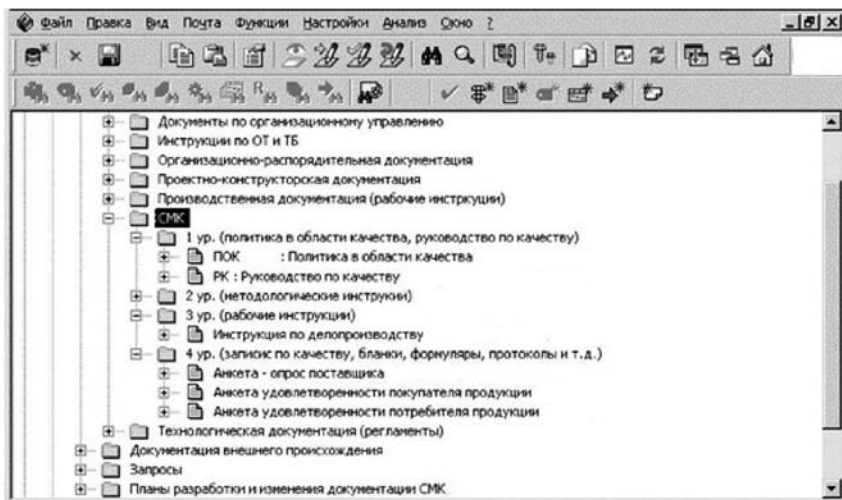 Файл Правка Вид Почта Функции Настройки Анализ Окно ?
Документы по организационному управлению
Инструкции по ОТ и ТБ
Организационно-распорядительная документация
Проектно-конструкторская документация
Производственная документация (рабочие инстркуции)
СМК
1 ур. (политика в области качества, руководство по качеству)
ПОК : Политика в области качества
РК : Руководство по качеству
2 ур. (методологические инструкии)
3 ур. (рабочие инструкции)
Инструкция по делопроизводству
4 ур. (записис по качеству, бланки, формуляры, протоколы и т.д.)
Анкета - опрос поставщика
Анкета удовлетворенности покупателя продукции
Анкета удовлетворенности потребителя продукции
Технологическая документация (регламенты)
Документация внешнего происхождения
Запросы
Планы разработки и изменения документации СМК